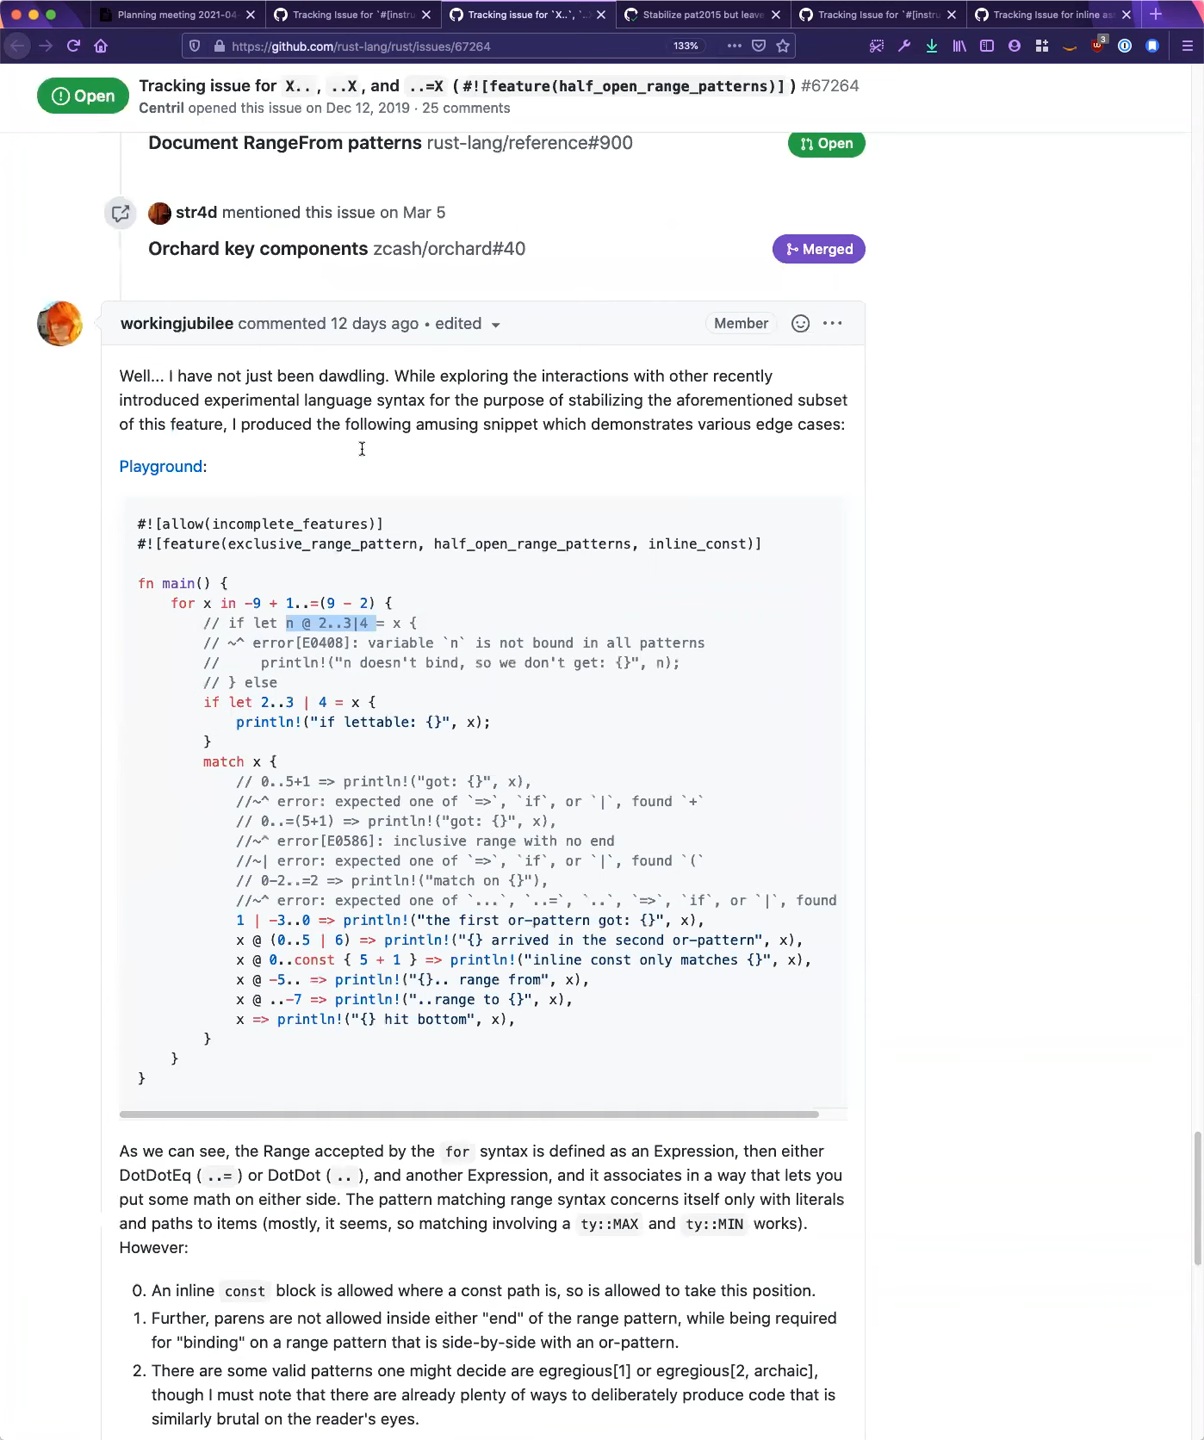 Planning meeting 2021-04-
Tracking Issue for `#[instru
Tracking issue for `X..`, `..
Stabilize pat2015 but leave
Tracking Issue for `#[instru
Tracking Issue for inline as
https://github.com/rust-lang/rust/issues/67264
133%
3
Open
Tracking issue for X.., ..X, and ..=X (#![feature(half_open_range_patterns)]) #67264
Centril opened this issue on Dec 12, 2019 · 25 comments
Document RangeFrom patterns rust-lang/reference#900
Open
str4d mentioned this issue on Mar 5
Orchard key components zcash/orchard#40
Merged
workingjubilee commented 12 days ago • edited
Member
Well... I have not just been dawdling. While exploring the interactions with other recently
introduced experimental language syntax for the purpose of stabilizing the aforementioned subset
of this feature, I produced the following amusing snippet which demonstrates various edge cases:
Playground:
#![allow(incomplete_features)]
#![feature(exclusive_range_pattern, half_open_range_patterns, inline_const)]
fn main() {
for x in -9 + 1..=(9 - 2) {
// if let n @ 2..3|4 = x {
// ~^ error[E0408]: variable `n` is not bound in all patterns
// println!("n doesn't bind, so we don't get: {}", n);
// } else
if let 2..3 | 4 = x {
println!("if lettable: {}", x);
}
match x {
// 0..5+1 => println!("got: {}", x),
//~^ error: expected one of `=>`, `if`, or `|`, found `+`
// 0..=(5+1) => println!("got: {}", x),
//~^ error[E0586]: inclusive range with no end
//~| error: expected one of `=>`, `if`, or `|`, found `(`
// 0-2..=2 => println!("match on {}"),
//~^ error: expected one of `...`, `..=`, `..`, `=>`, `if`, or `|`, found
1 | -3..0 => println!("the first or-pattern got: {}", x),
x @ (0..5 | 6) => println!("{} arrived in the second or-pattern", x),
x @ 0..const { 5 + 1 } => println!("inline const only matches {}", x),
x @ -5.. => println!("{}.. range from", x),
x @ ..-7 => println!("..range to {}", x),
x => println!("{} hit bottom", x),
}
}
}
As we can see, the Range accepted by the for syntax is defined as an Expression, then either
DotDotEq (..=) or DotDot (..), and another Expression, and it associates in a way that lets you
put some math on either side. The pattern matching range syntax concerns itself only with literals
and paths to items (mostly, it seems, so matching involving a ty::MAX and ty::MIN works).
However:
0. An inline const block is allowed where a const path is, so is allowed to take this position.
1. Further, parens are not allowed inside either "end" of the range pattern, while being required
for "binding" on a range pattern that is side-by-side with an or-pattern.
2. There are some valid patterns one might decide are egregious[1] or egregious[2, archaic],
though I must note that there are already plenty of ways to deliberately produce code that is
similarly brutal on the reader's eyes.